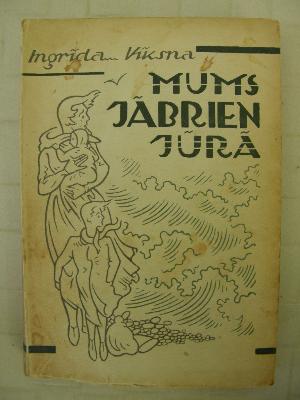 Ingrīda Vīksna
MUMS
JĀBRIEN
JŪRĀ